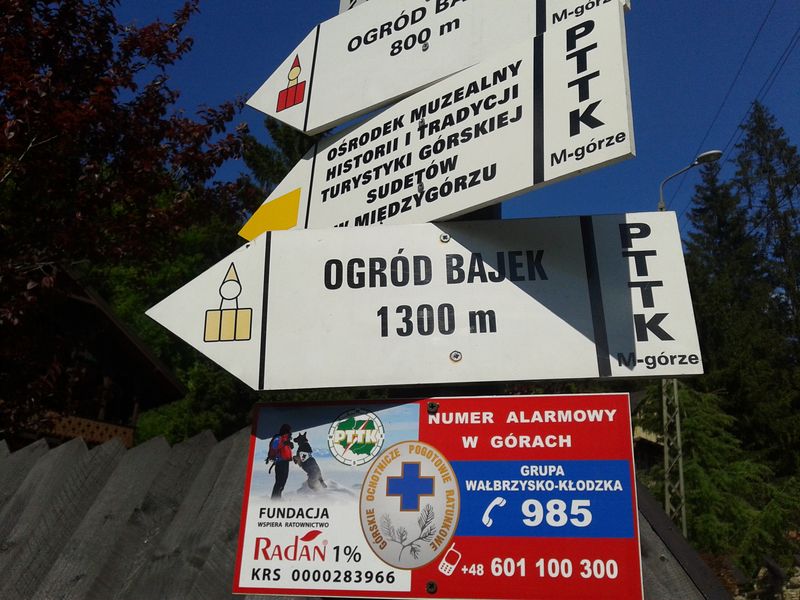 OGRÓD BAJ
800 m
M-górze
OŚRODEK MUZEALNY
HISTORII I TRADYCJI
TURYSTYKI GÓRSKIEJ
SUDETÓW
W MIĘDZYGÓRZU
PTTK
M-górze
OGRÓD BAJEK
1300 m
PTTK
M-górze
PTTK
GÓRSKIE OCHOTNICZE POGOTOWIE RATUNKOWE
FUNDACJA
WSPIERA RATOWNICTWO
RADAN 1%
KRS 0000283966
NUMER ALARMOWY
W GÓRACH
GRUPA
WAŁBRZYSKO-KŁODZKA
985
+48 601 100 300